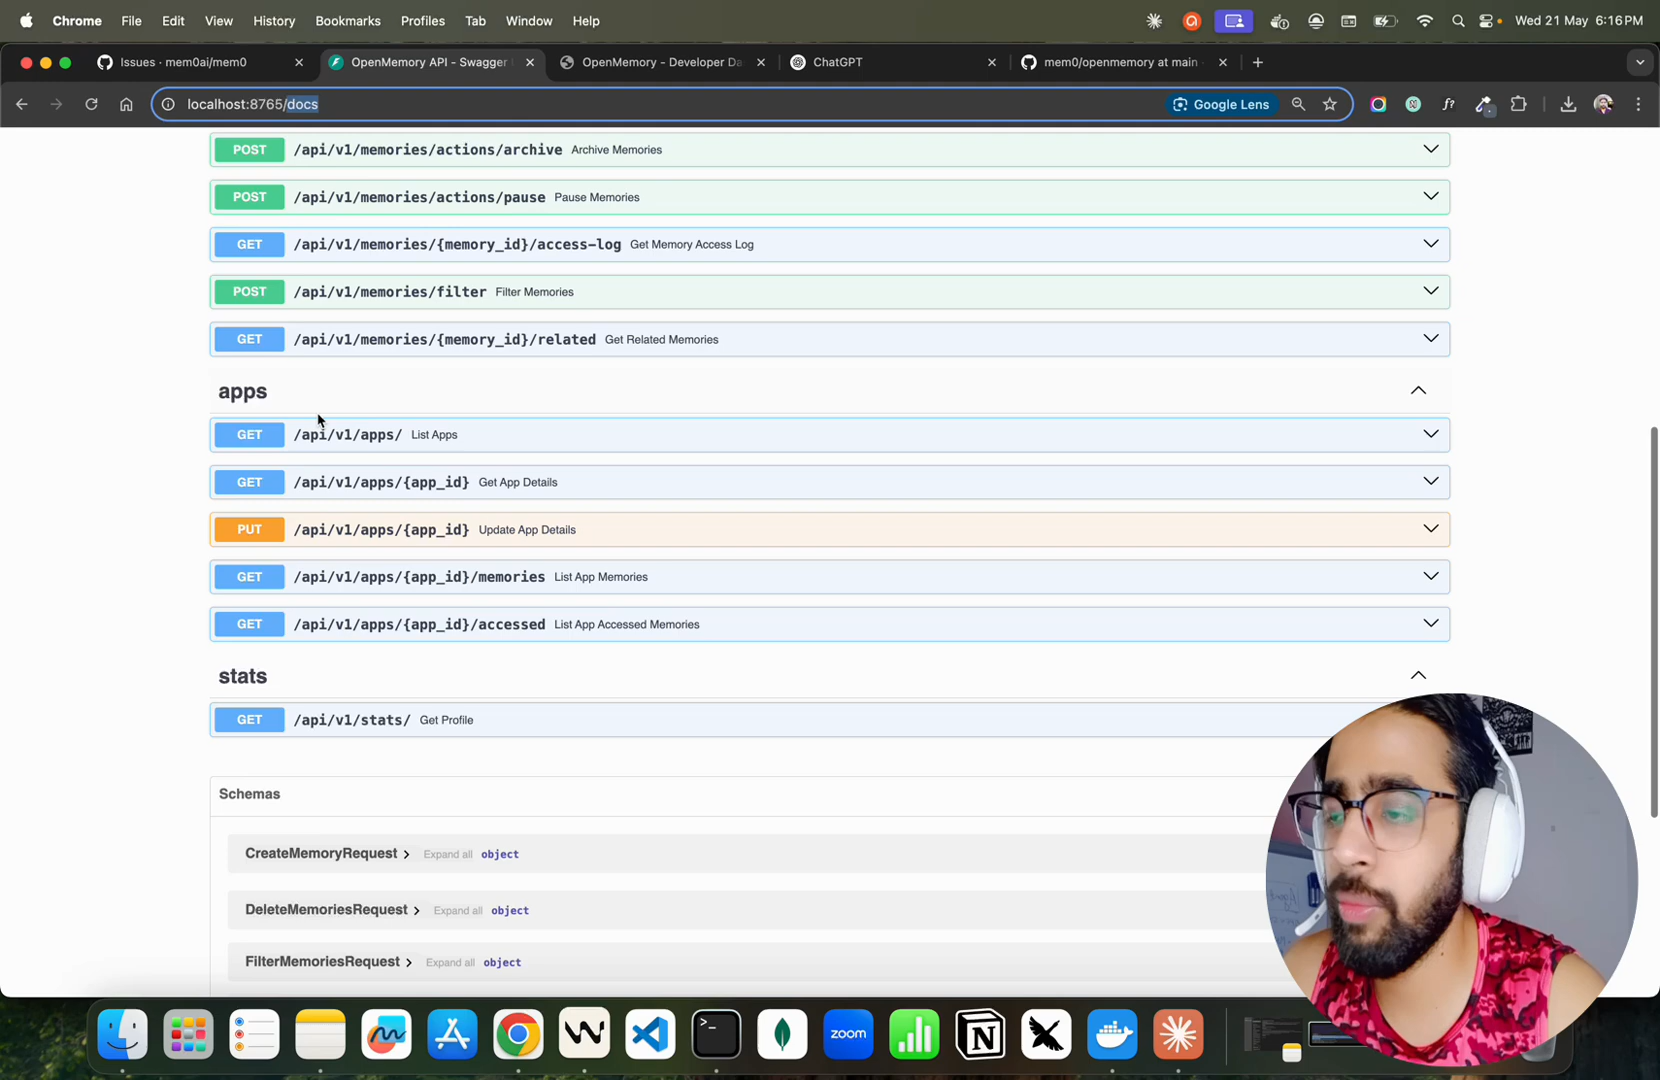 Chrome File Edit View History Bookmarks Profiles Tab Window Help Wed 21 May 6:16 PM
Issues · mem0ai/mem0 OpenMemory API - Swagger OpenMemory - Developer Da ChatGPT mem0/openmemory at main
localhost:8765/docs Google Lens f?
POST /api/v1/memories/actions/archive Archive Memories
POST /api/v1/memories/actions/pause Pause Memories
GET /api/v1/memories/{memory_id}/access-log Get Memory Access Log
POST /api/v1/memories/filter Filter Memories
GET /api/v1/memories/{memory_id}/related Get Related Memories
apps
GET /api/v1/apps/ List Apps
GET /api/v1/apps/{app_id} Get App Details
PUT /api/v1/apps/{app_id} Update App Details
GET /api/v1/apps/{app_id}/memories List App Memories
GET /api/v1/apps/{app_id}/accessed List App Accessed Memories
stats
GET /api/v1/stats/ Get Profile
Schemas
CreateMemoryRequest Expand all object
DeleteMemoriesRequest Expand all object
FilterMemoriesRequest Expand all object
zoom